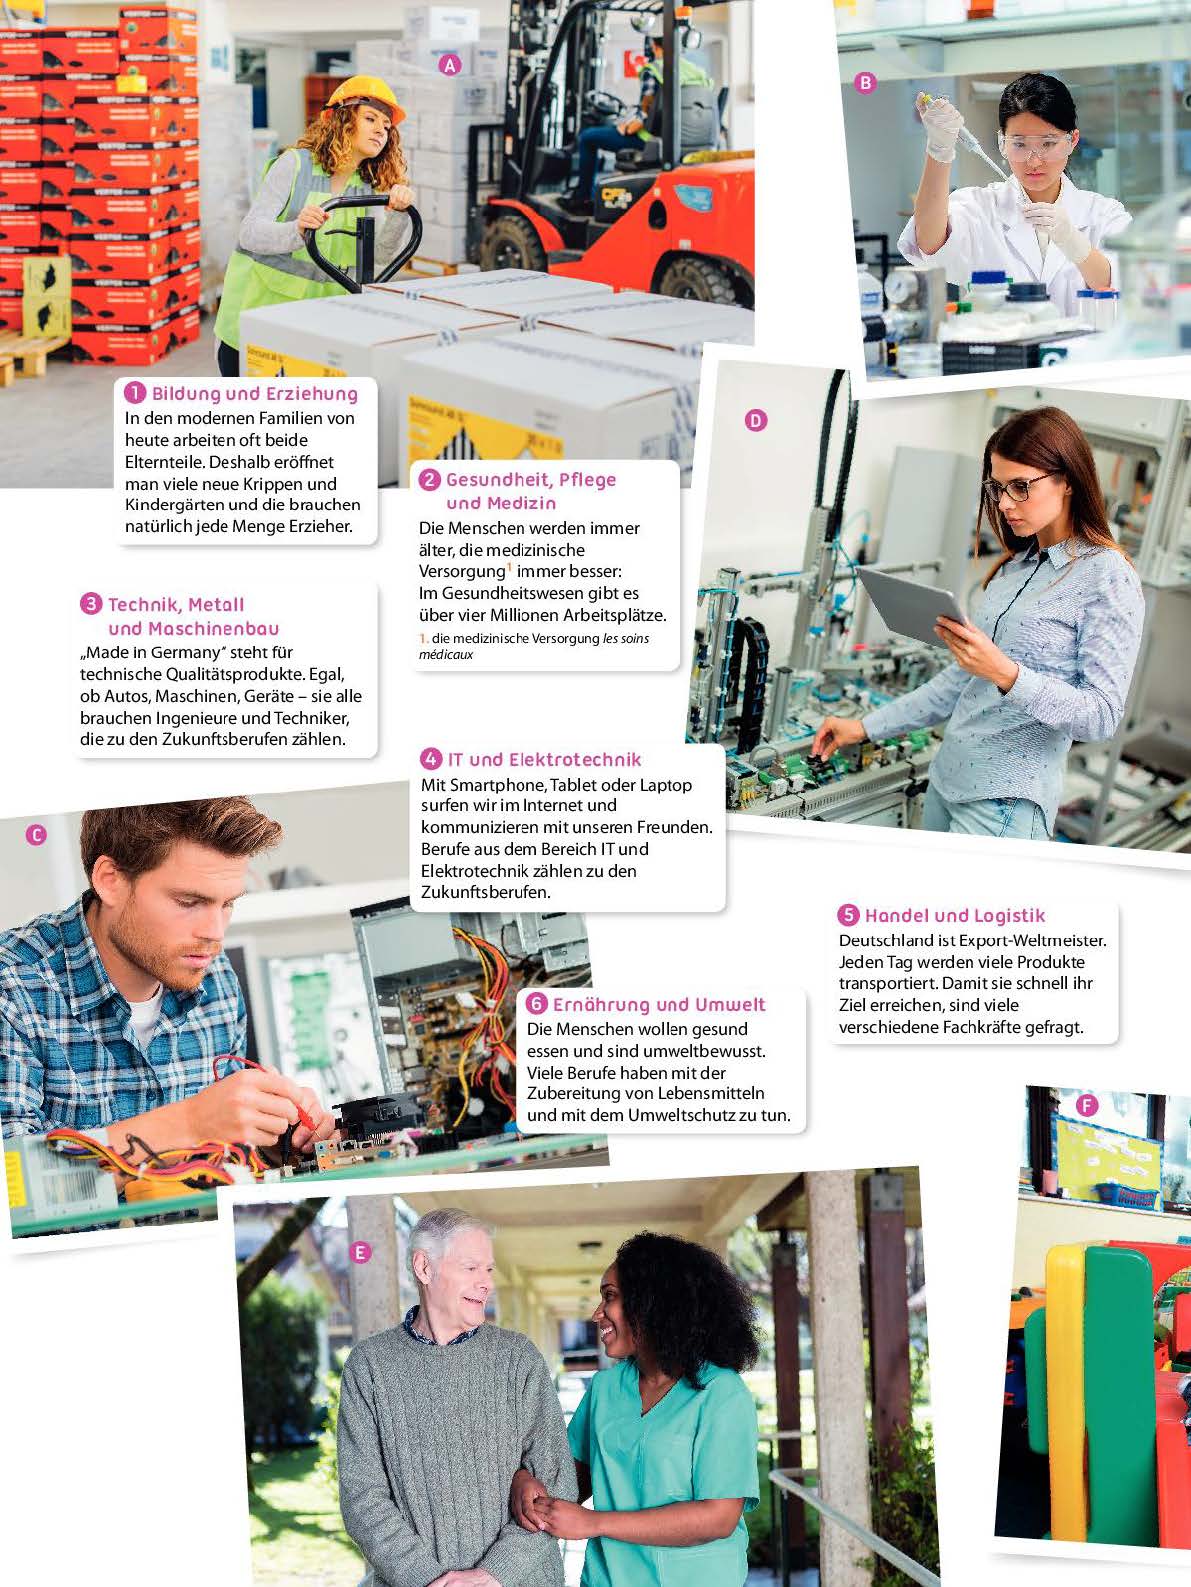 A
B
VERTEX
1 Bildung und Erziehung
In den modernen Familien von
heute arbeiten oft beide
Elternteile. Deshalb eröffnet
man viele neue Krippen und
Kindergärten und die brauchen
natürlich jede Menge Erzieher.
2 Gesundheit, Pflege
und Medizin
Die Menschen werden immer
älter, die medizinische
Versorgung1 immer besser:
Im Gesundheitswesen gibt es
über vier Millionen Arbeitsplätze.
1. die medizinische Versorgung les soins
médicaux
D
3 Technik, Metall
und Maschinenbau
„Made in Germany“ steht für
technische Qualitätsprodukte. Egal,
ob Autos, Maschinen, Geräte – sie alle
brauchen Ingenieure und Techniker,
die zu den Zukunftsberufen zählen.
4 IT und Elektrotechnik
Mit Smartphone, Tablet oder Laptop
surfen wir im Internet und
kommunizieren mit unseren Freunden.
Berufe aus dem Bereich IT und
Elektrotechnik zählen zu den
Zukunftsberufen.
C
5 Handel und Logistik
Deutschland ist Export-Weltmeister.
Jeden Tag werden viele Produkte
transportiert. Damit sie schnell ihr
Ziel erreichen, sind viele
verschiedene Fachkräfte gefragt.
6 Ernährung und Umwelt
Die Menschen wollen gesund
essen und sind umweltbewusst.
Viele Berufe haben mit der
Zubereitung von Lebensmitteln
und mit dem Umweltschutz zu tun.
F
E